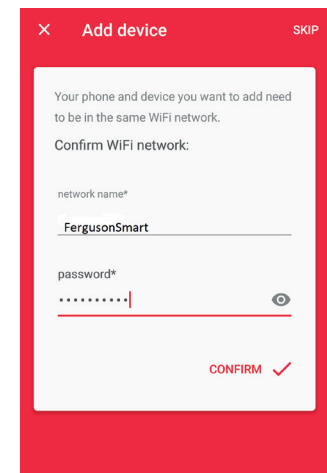 × Add device SKIP
Your phone and device you want to add need
to be in the same WiFi network.
Confirm WiFi network:
network name*
FergusonSmart
password*
••••••••••
CONFIRM